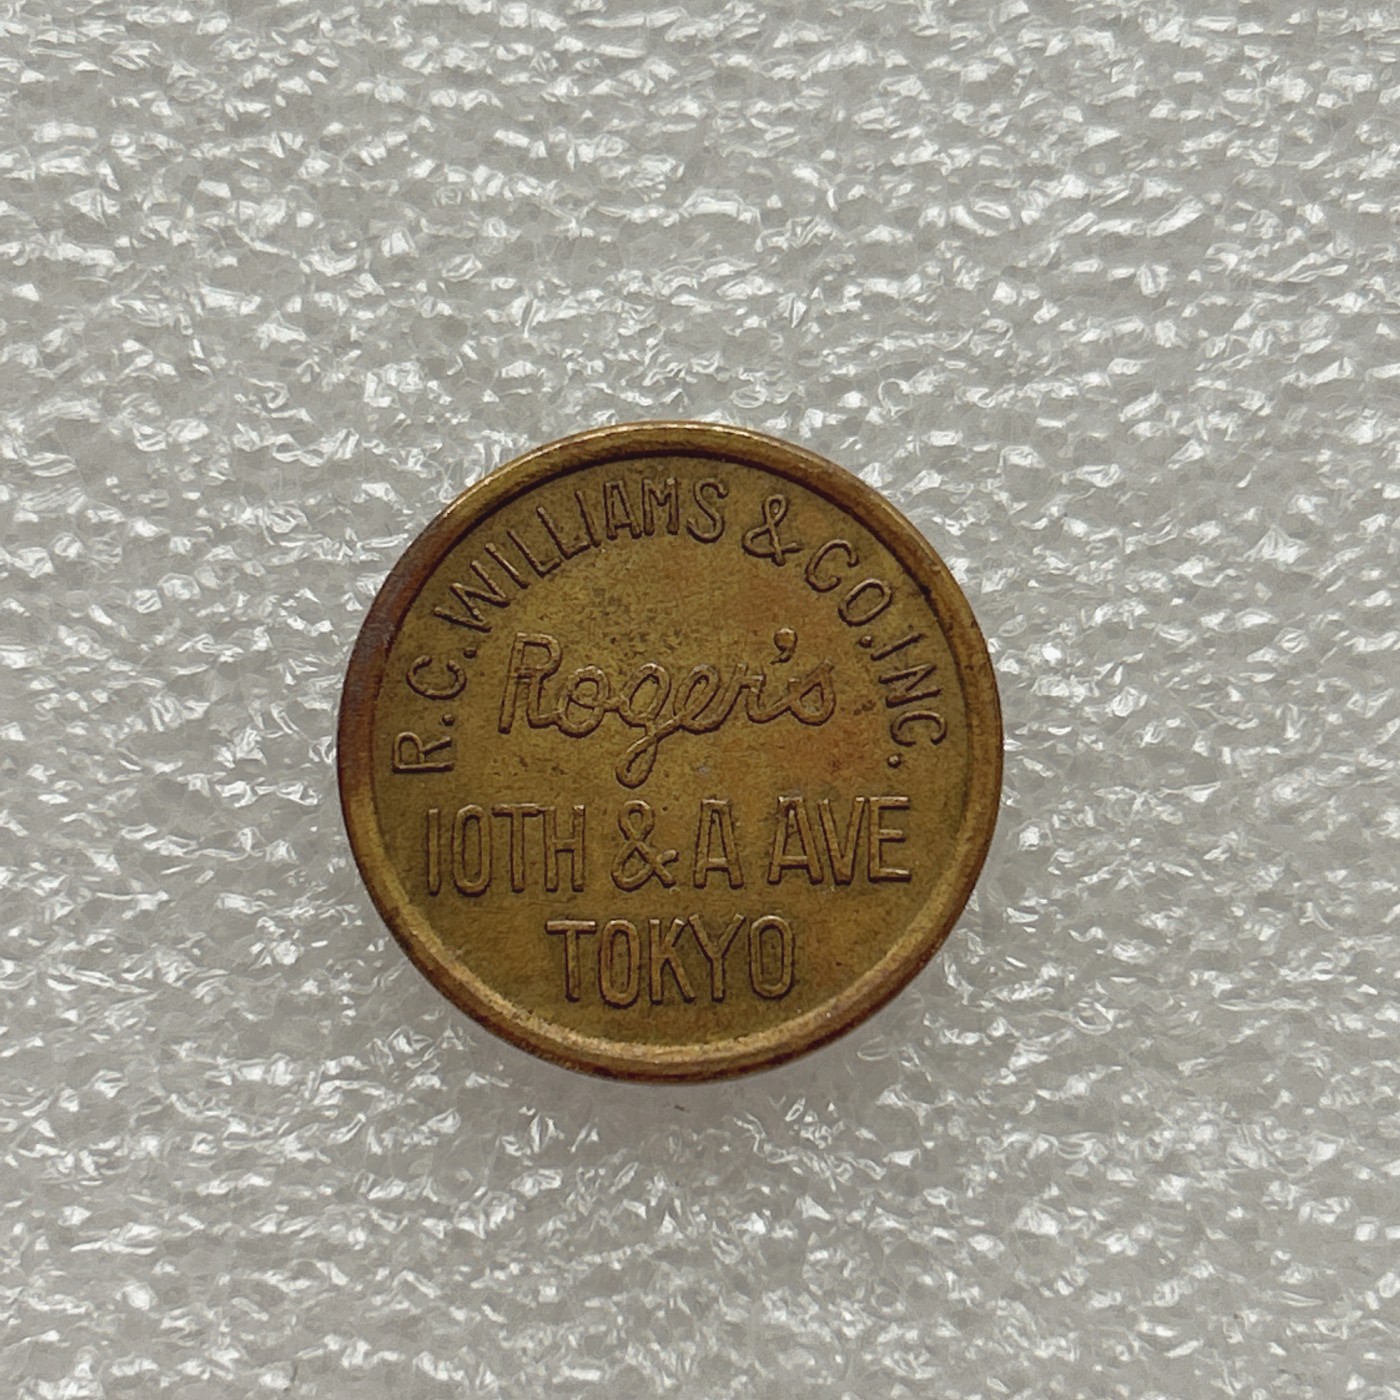 R.C.WILLIAMS & CO.INC.
Roger's
10TH & A AVE
TOKYO